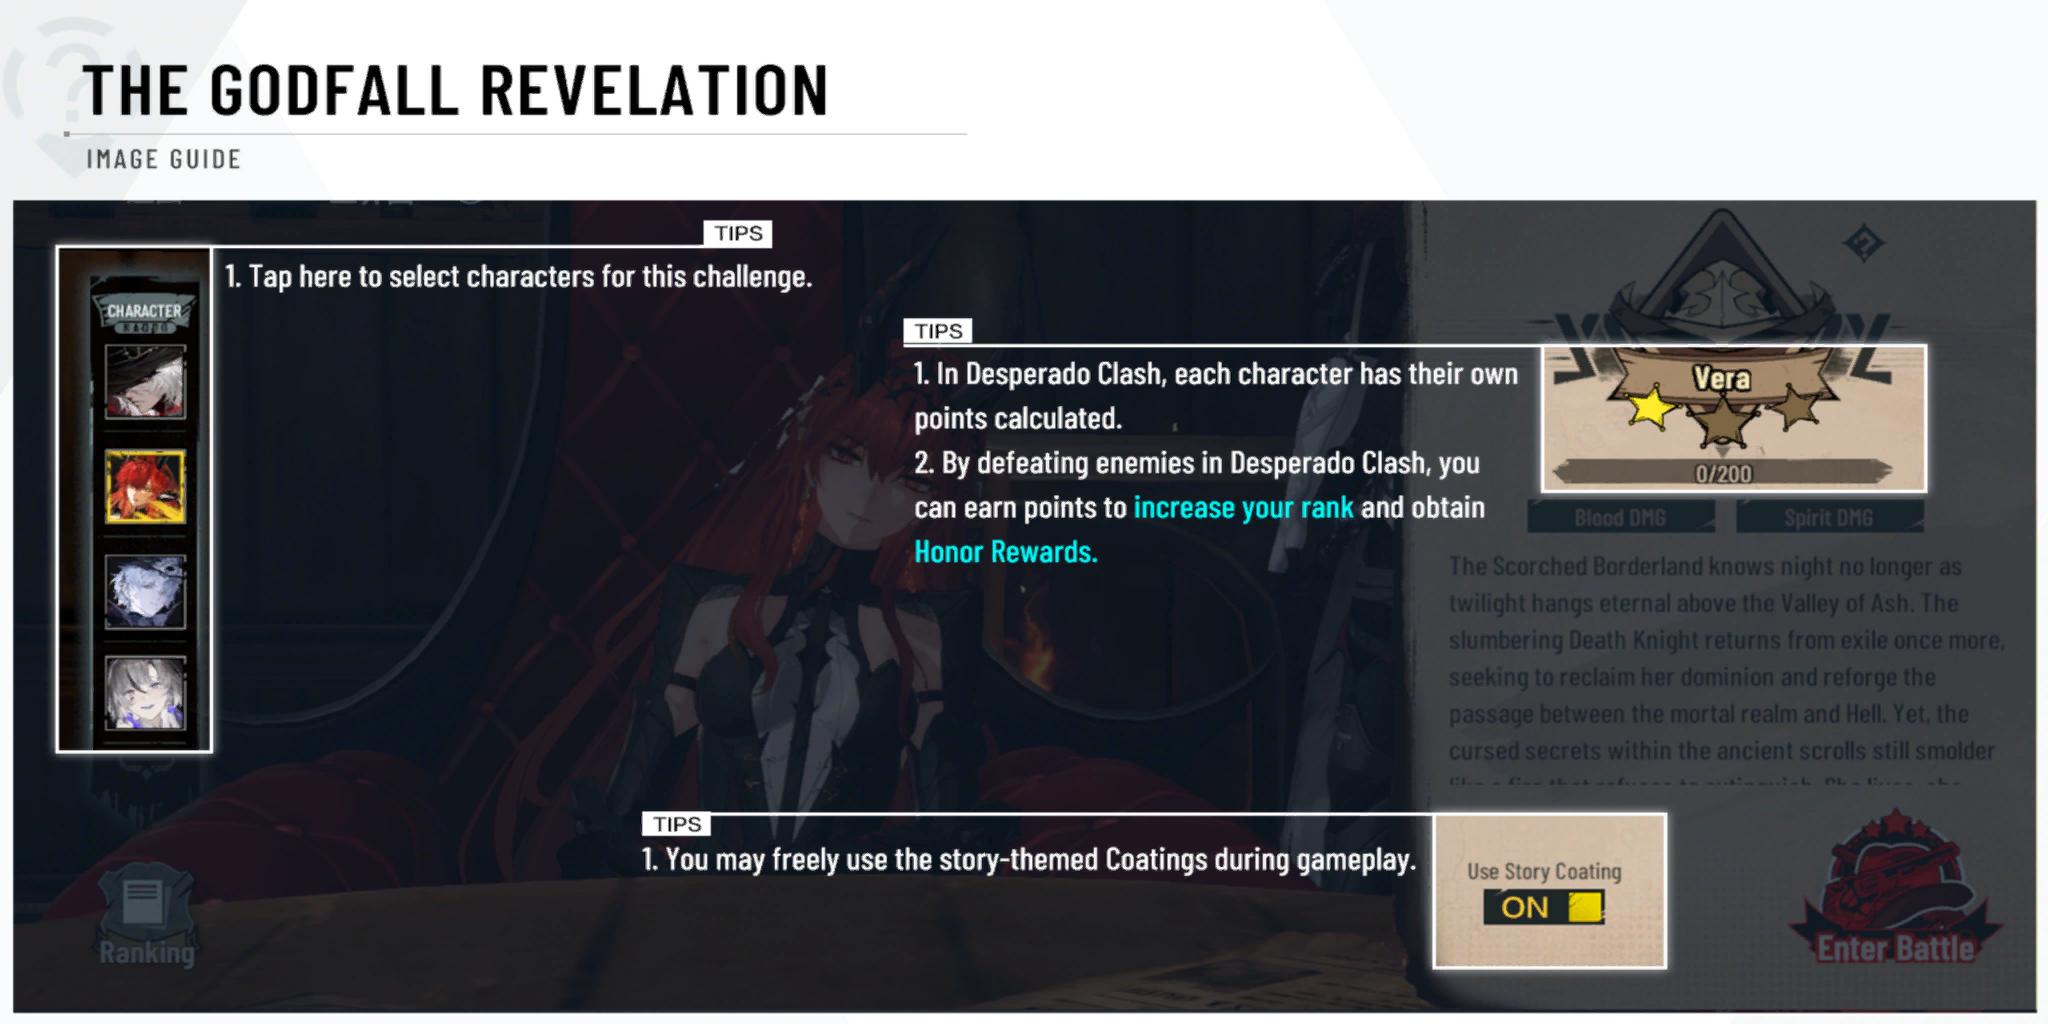 THE GODFALL REVELATION
IMAGE GUIDE
TIPS
1. Tap here to select characters for this challenge.
CHARACTER
TIPS
1. In Desperado Clash, each character has their own
points calculated.
2. By defeating enemies in Desperado Clash, you
can earn points to increase your rank and obtain
Honor Rewards.
Vera
0/200
Blood DMG
Spirit DMG
The Scorched Borderland knows night no longer as
twilight hangs eternal above the Valley of Ash. The
slumbering Death Knight returns from exile once more,
seeking to reclaim her dominion and reforge the
passage between the mortal realm and Hell. Yet, the
cursed secrets within the ancient scrolls still smolder
TIPS
1. You may freely use the story-themed Coatings during gameplay.
Use Story Coating
ON
Ranking
Enter Battle